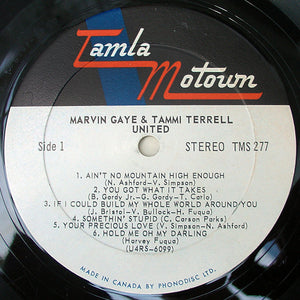 Tamla
Motown
MARVIN GAYE & TAMMI TERRELL
UNITED
Side 1
STEREO TMS 277
1. AIN'T NO MOUNTAIN HIGH ENOUGH
(N. Ashford-V. Simpson)
2. YOU GOT WHAT IT TAKES
(B. Gordy Jr.-G. Gordy-T. Carlo)
3. IF I COULD BUILD MY WHOLE WORLD AROUND YOU
(J. Bristol-V. Bullock-H. Fuqua)
4. SOMETHIN' STUPID (C. Carson Parks)
5. YOUR PRECIOUS LOVE (V. Simpson-N. Ashford)
6. HOLD ME OH MY DARLING
(Harvey Fuqua)
(U4RS-6099)
MADE IN CANADA BY PHONODISC LTD.